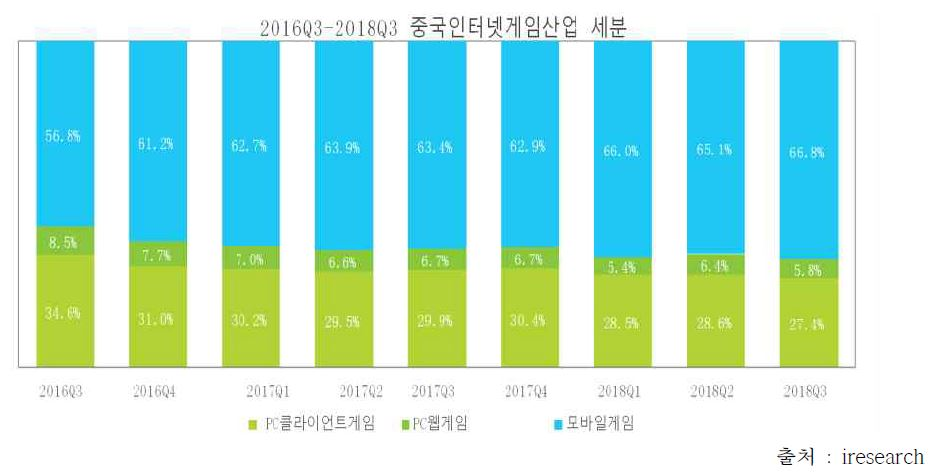 2016Q3-2018Q3 중국인터넷게임산업 세분
56.8% 61.2% 62.7% 63.9% 63.4% 62.9% 66.0% 65.1% 66.8%
8.5% 7.7% 7.0% 6.6% 6.7% 6.7% 5.4% 6.4% 5.8%
34.6% 31.0% 30.2% 29.5% 29.9% 30.4% 28.5% 28.6% 27.4%
2016Q3 2016Q4 2017Q1 2017Q2 2017Q3 2017Q4 2018Q1 2018Q2 2018Q3
PC클라이언트게임 PC웹게임 모바일게임
출처 : iresearch